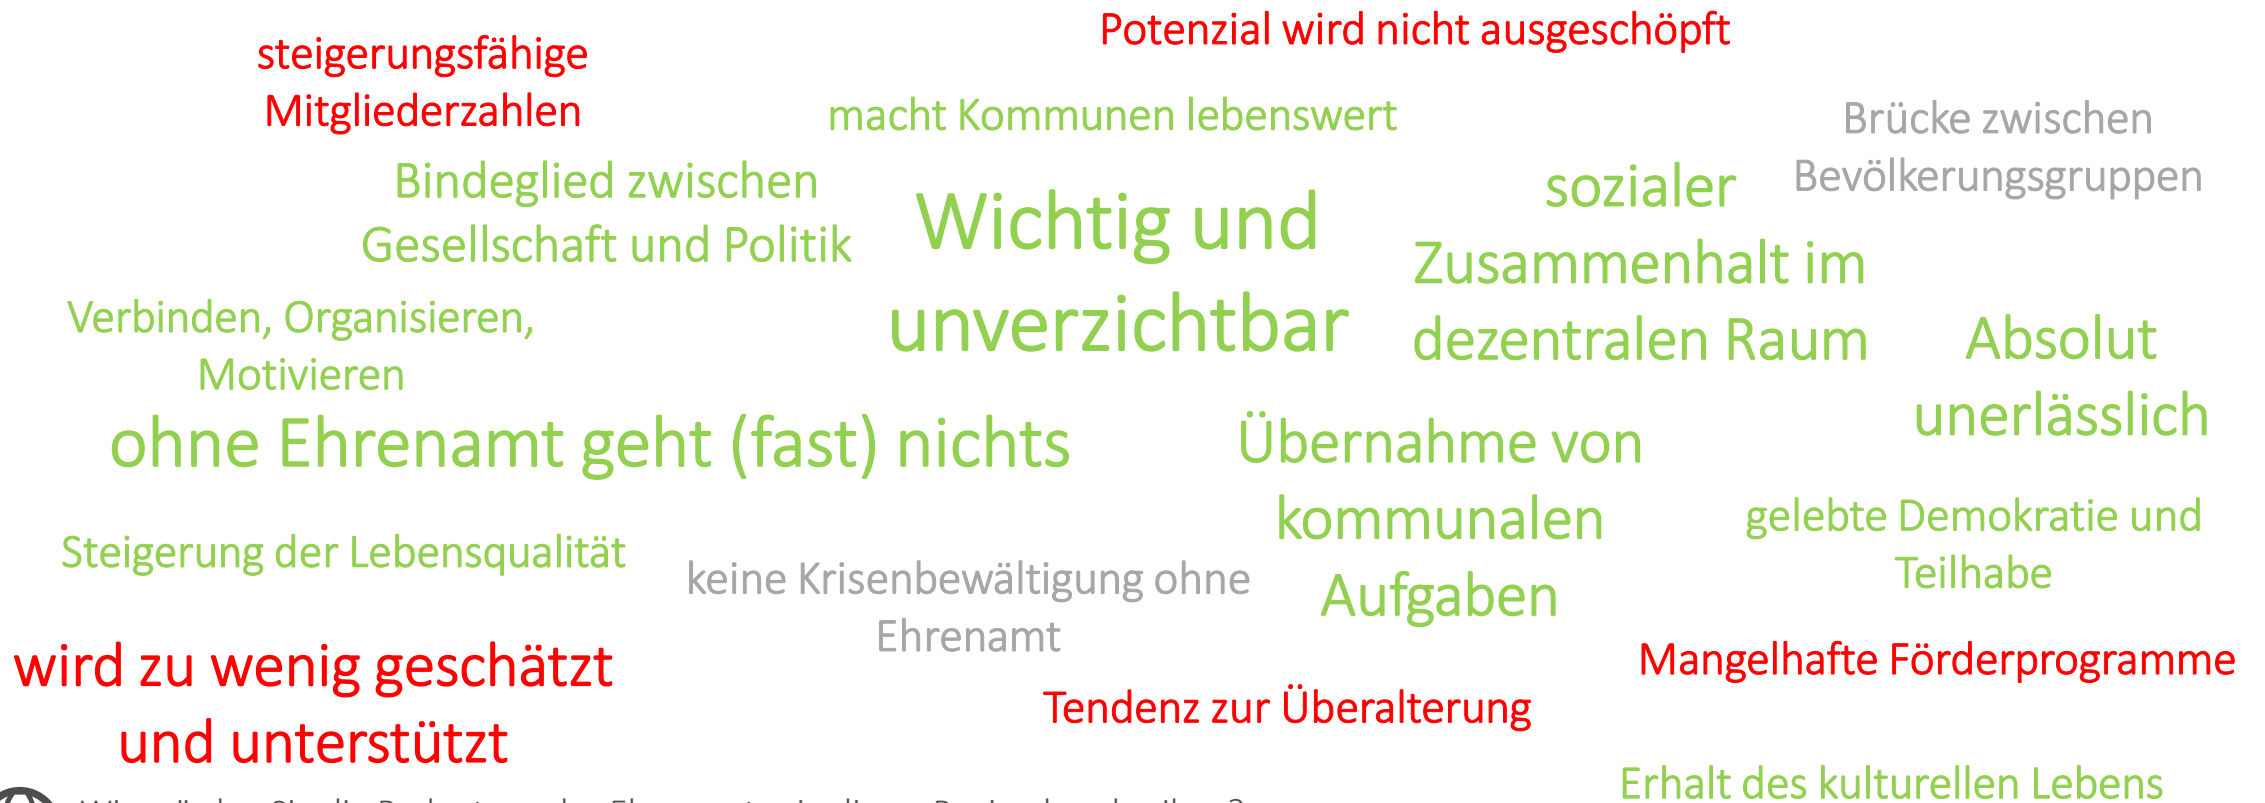 Potenzial wird nicht ausgeschöpft
steigerungsfähige
Mitgliederzahlen
macht Kommunen lebenswert
Brücke zwischen
Bevölkerungsgruppen
Bindeglied zwischen
Gesellschaft und Politik
Wichtig und
unverzichtbar
sozialer
Zusammenhalt im
dezentralen Raum
Verbinden, Organisieren,
Motivieren
Absolut
unerlässlich
ohne Ehrenamt geht (fast) nichts
Übernahme von
kommunalen
Aufgaben
gelebte Demokratie und
Teilhabe
Steigerung der Lebensqualität
keine Krisenbewältigung ohne
Ehrenamt
wird zu wenig geschätzt
und unterstützt
Mangelhafte Förderprogramme
Tendenz zur Überalterung
Erhalt des kulturellen Lebens